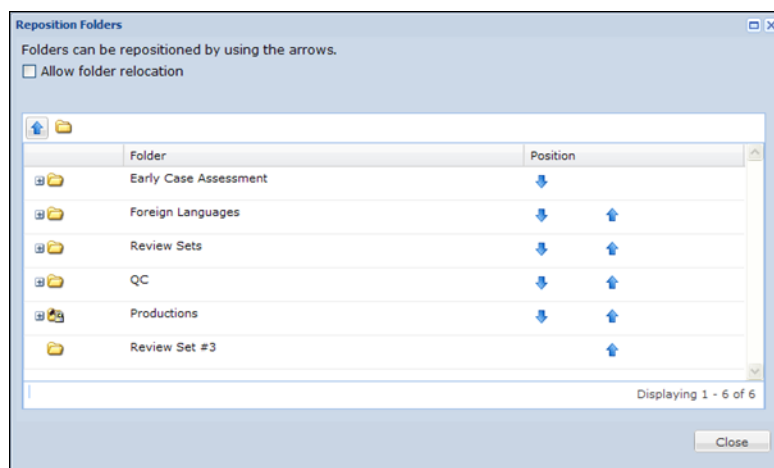 Reposition Folders
Folders can be repositioned by using the arrows.
Allow folder relocation
Folder Position
Early Case Assessment
Foreign Languages
Review Sets
QC
Productions
Review Set #3
Displaying 1 - 6 of 6
Close